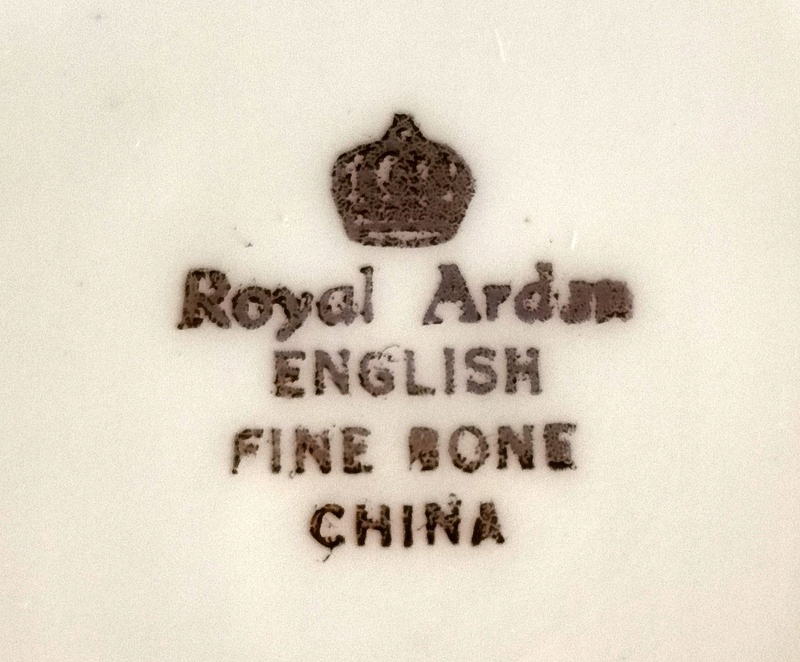 Royal Arden
ENGLISH
FINE BONE
CHINA